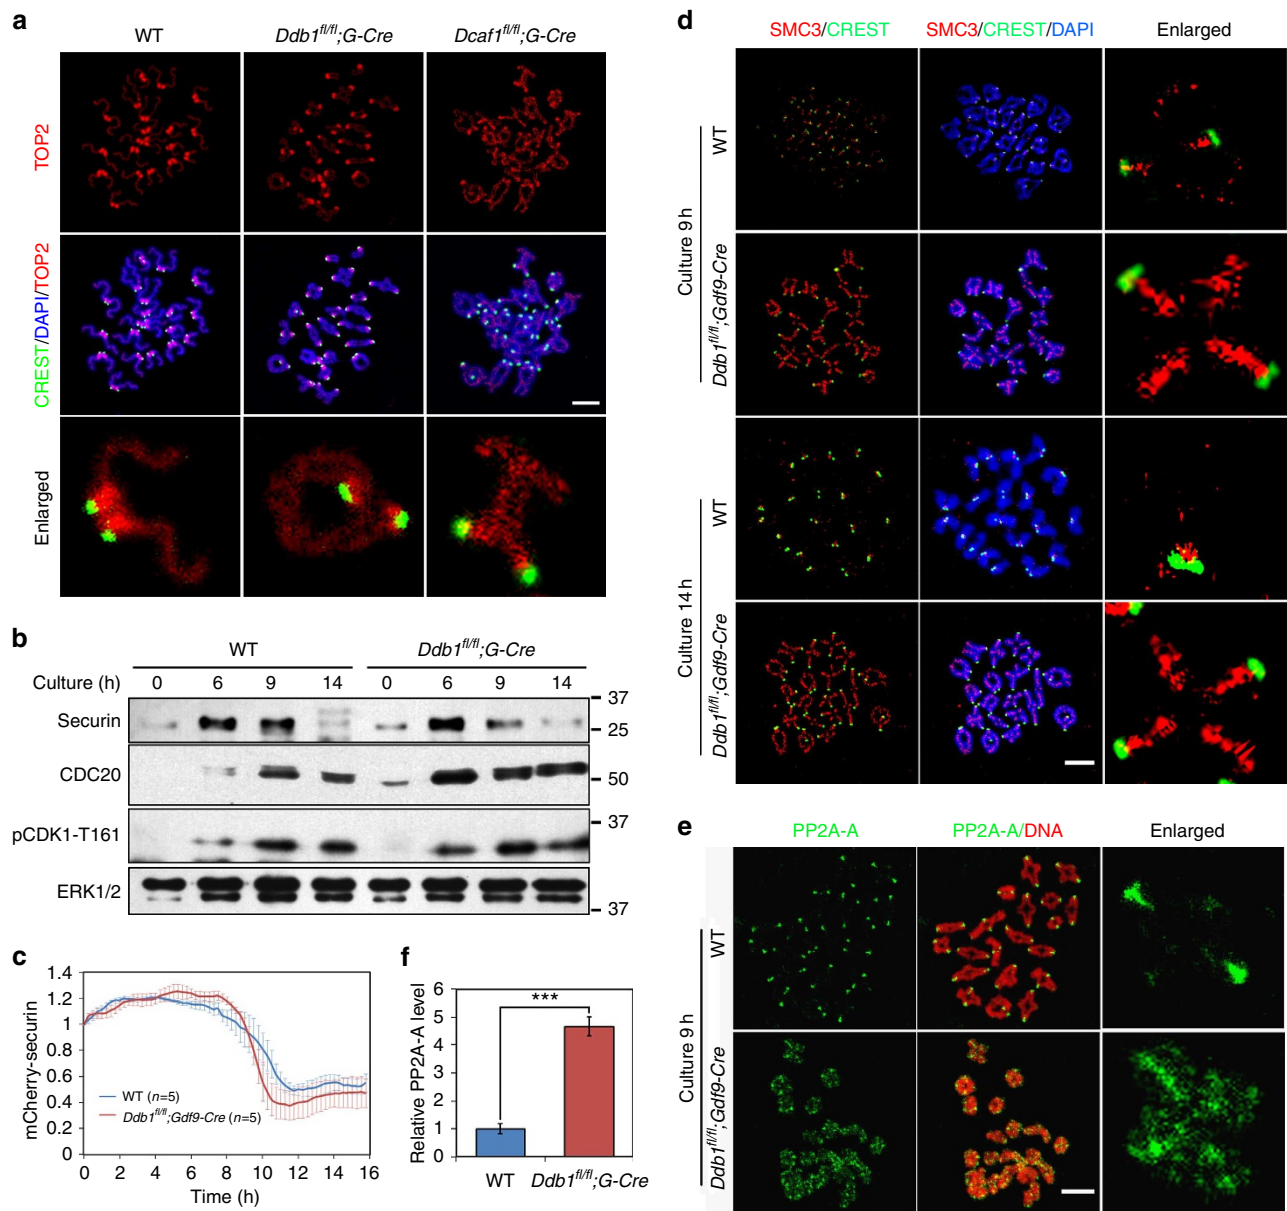 a
WT
Ddb1fl/fl;G-Cre
Dcaf1fl/fl;G-Cre
TOP2
CREST/DAPI/TOP2
Enlarged
b
WT
Ddb1fl/fl;G-Cre
Culture (h)
0 6 9 14 0 6 9 14
37
Securin
25
CDC20
50
37
pCDK1-T161
ERK1/2
37
c
mCherry-securin
1.4
1.2
1
0.8
0.6
0.4
0.2
0
WT (n=5)
Ddb1fl/fl;Gdf9-Cre (n=5)
0 2 4 6 8 10 12 14 16
Time (h)
f
Relative PP2A-A level
6
5
4
3
2
1
0
***
WT
Ddb1fl/fl;G-Cre
d
SMC3/CREST
SMC3/CREST/DAPI
Enlarged
Culture 9 h
WT
Ddb1fl/fl;Gdf9-Cre
Culture 14 h
WT
Ddb1fl/fl;Gdf9-Cre
e
PP2A-A
PP2A-A/DNA
Enlarged
Culture 9 h
WT
Ddb1fl/fl;Gdf9-Cre